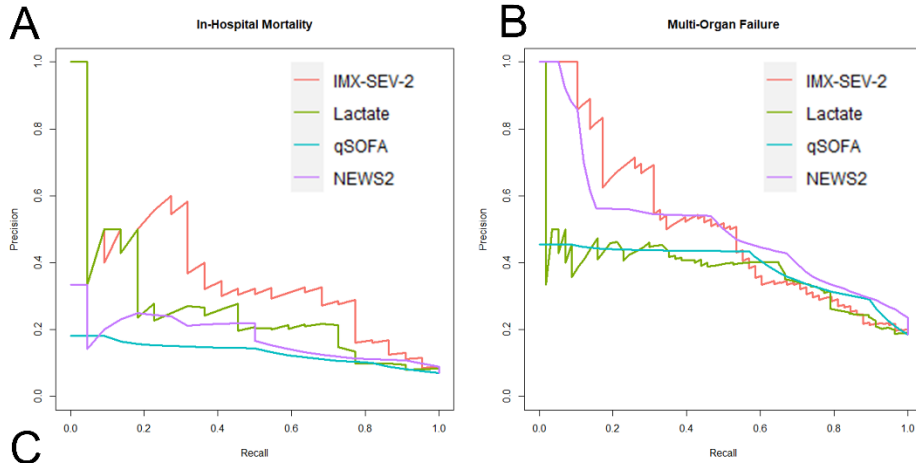 A
In-Hospital Mortality
1.0
0.8
0.6
0.4
0.2
0.0
Precision
IMX-SEV-2
Lactate
qSOFA
NEWS2
0.0 0.2 0.4 0.6 0.8 1.0
Recall
B
Multi-Organ Failure
1.0
0.8
0.6
0.4
0.2
0.0
Precision
IMX-SEV-2
Lactate
qSOFA
NEWS2
0.0 0.2 0.4 0.6 0.8 1.0
Recall
C